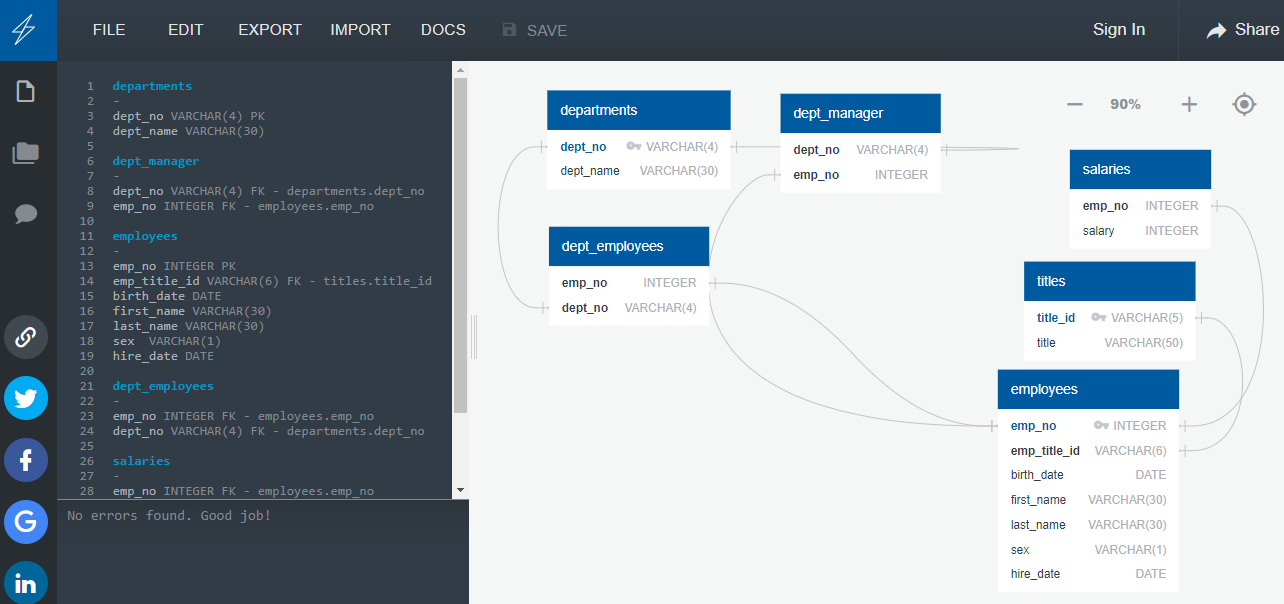 FILE EDIT EXPORT IMPORT DOCS SAVE Sign In Share
1 departments
2 -
3 dept_no VARCHAR(4) PK
4 dept_name VARCHAR(30)
5
6 dept_manager
7 -
8 dept_no VARCHAR(4) FK - departments.dept_no
9 emp_no INTEGER FK - employees.emp_no
10
11 employees
12 -
13 emp_no INTEGER PK
14 emp_title_id VARCHAR(6) FK - titles.title_id
15 birth_date DATE
16 first_name VARCHAR(30)
17 last_name VARCHAR(30)
18 sex  VARCHAR(1)
19 hire_date DATE
20
21 dept_employees
22 -
23 emp_no INTEGER FK - employees.emp_no
24 dept_no VARCHAR(4) FK - departments.dept_no
25
26 salaries
27 -
28 emp_no INTEGER FK - employees.emp_no
No errors found. Good job!
G
f
in
departments
dept_no VARCHAR(4)
dept_name VARCHAR(30)
dept_manager
dept_no VARCHAR(4)
emp_no INTEGER
90%
dept_employees
emp_no INTEGER
dept_no VARCHAR(4)
salaries
emp_no INTEGER
salary INTEGER
titles
title_id VARCHAR(5)
title VARCHAR(50)
employees
emp_no INTEGER
emp_title_id VARCHAR(6)
birth_date DATE
first_name VARCHAR(30)
last_name VARCHAR(30)
sex VARCHAR(1)
hire_date DATE